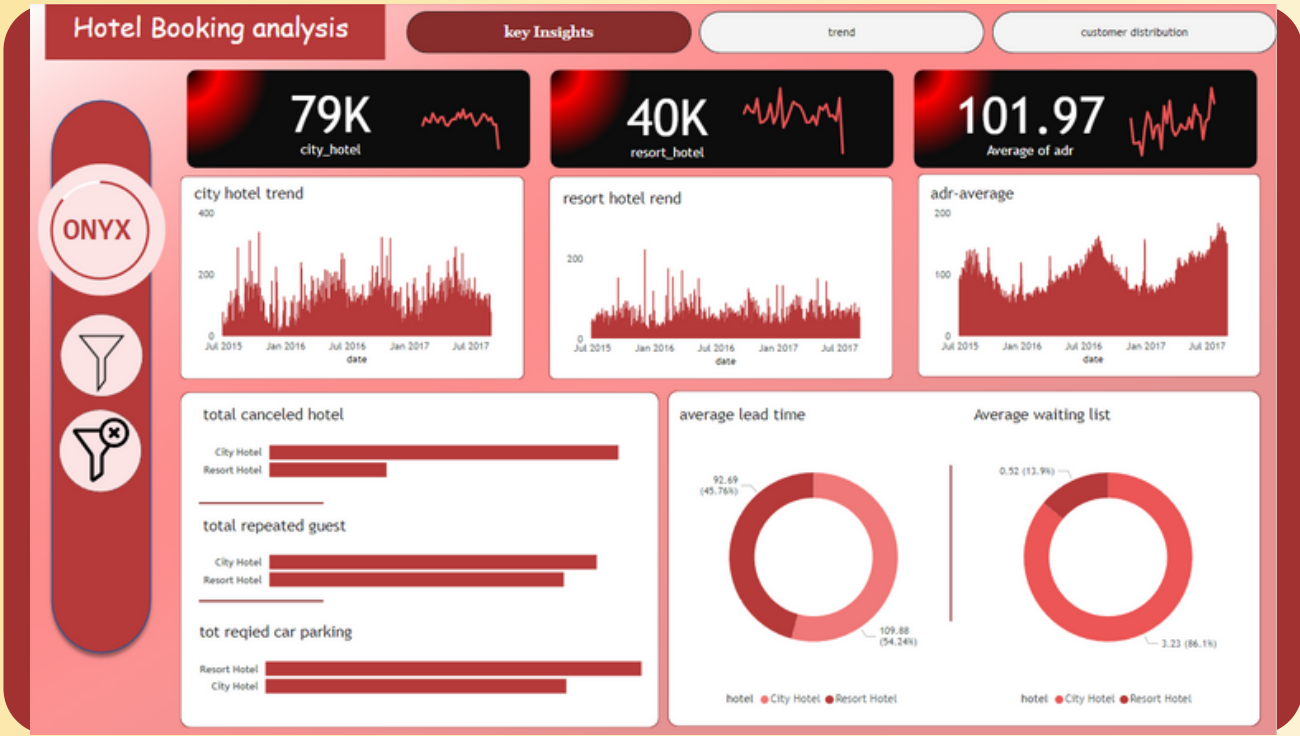 Hotel Booking analysis
key Insights
trend
customer distribution
79K
city_hotel
40K
resort_hotel
101.97
Average of adr
ONYX
city hotel trend
400
200
0
Jul 2015 Jan 2016 Jul 2016 Jan 2017 Jul 2017
date
resort hotel rend
200
0
Jul 2015 Jan 2016 Jul 2016 Jan 2017 Jul 2017
date
adr-average
200
100
0
Jul 2015 Jan 2016 Jul 2016 Jan 2017 Jul 2017
date
total canceled hotel
City Hotel
Resort Hotel
total repeated guest
City Hotel
Resort Hotel
tot reqied car parking
Resort Hotel
City Hotel
average lead time
92.69
(45.76%)
109.88
(54.24%)
hotel City Hotel Resort Hotel
Average waiting list
0.52 (13.9%)
3.23 (86.1%)
hotel City Hotel Resort Hotel